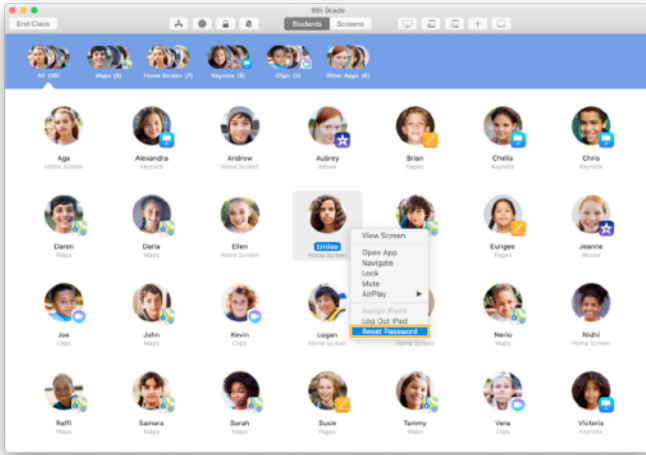 6th Grade
End Class
Students Screens
All (30) Maps (9) Home Screen (7) Keynote (5) Clips (3) Other Apps (6)
Aga Alexandra Andrew Aubrey Brian Chella Chris
Home Screen Keynote Home Screen iMovie Pages Keynote Keynote
Daren Daria Ellen Emilee Eungee Jeanne
Maps Maps Home Screen Home Screen Pages iMovie
View Screen
Open App
Navigate
Lock
Mute
AirPlay
Assign iPads
Log Out iPad
Reset Password
Joe John Kevin Logan Nerio Nidhi
Clips Maps Clips Home Screen Home Screen Maps Home Screen
Raffi Samara Sarah Susie Tammy Vera Victoria
Maps Maps Maps Pages Maps Clips Keynote